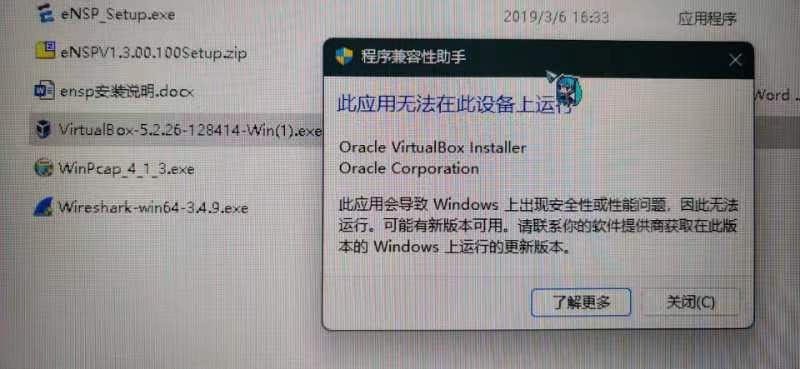 eNSP_Setup.exe
2019/3/6 16:33
应用程序
eNSPV1.3.00.100Setup.zip
程序兼容性助手
ensp安装说明.docx
此应用无法在此设备上运行
Word ...
VirtualBox-5.2.26-128414-Win(1).exe
Oracle VirtualBox Installer
WinPcap_4_1_3.exe
Oracle Corporation
Wireshark-win64-3.4.9.exe
此应用会导致 Windows 上出现安全性或性能问题，因此无法
运行。可能有新版本可用。请联系你的软件提供商获取在此版
本的 Windows 上运行的更新版本。
了解更多
关闭(C)